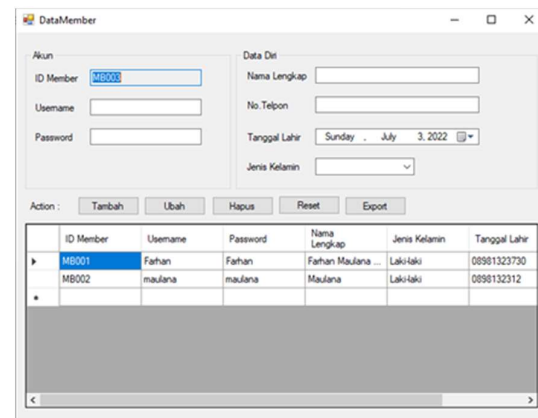 DataMember
Akun
ID Member MB003
Username
Password
Data Diri
Nama Lengkap
No.Telpon
Tanggal Lahir Sunday , July 3, 2022
Jenis Kelamin
Action : Tambah Ubah Hapus Reset Export
ID Member Username Password Nama Lengkap Jenis Kelamin Tanggal Lahir
MB001 Farhan Farhan Farhan Maulana ... Laki-laki 08981323730
MB002 maulana maulana Maulana Laki-laki 0898132312